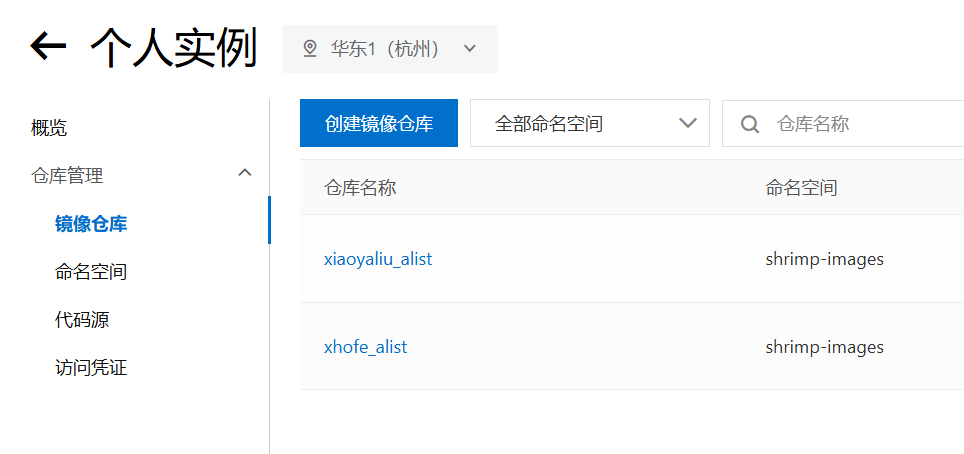 个人实例
华东1（杭州）
概览
仓库管理
镜像仓库
命名空间
代码源
访问凭证
创建镜像仓库
全部命名空间
仓库名称
仓库名称 命名空间
xiaoyaliu_alist shrimp-images
xhofe_alist shrimp-images